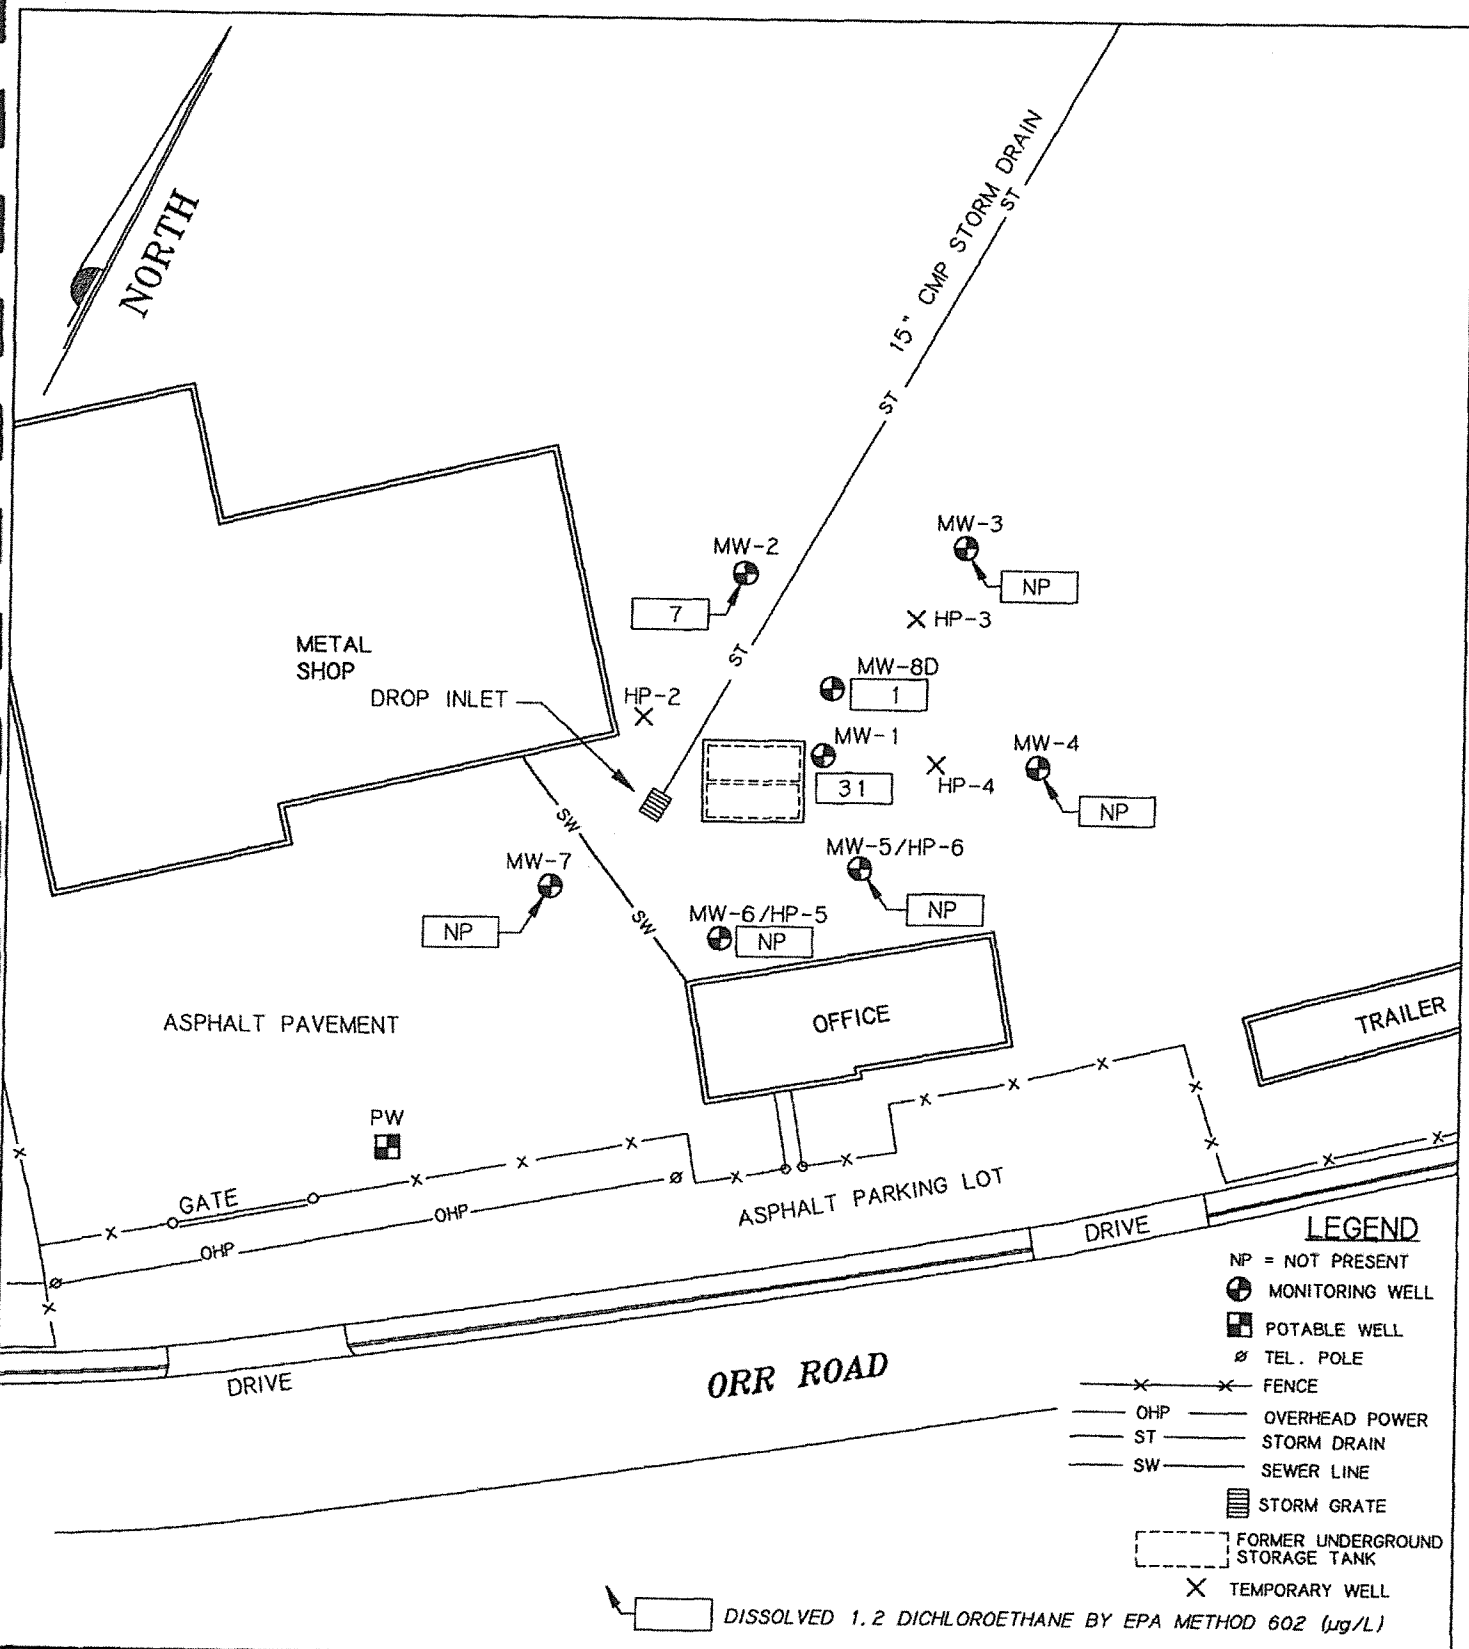 NORTH
15" CMP STORM DRAIN
ST
ST
ST
MW-3
NP
MW-2
7
HP-3
METAL
SHOP
MW-8D
1
DROP INLET
HP-2
MW-1
31
MW-4
HP-4
NP
SW
SW
MW-7
NP
MW-5/HP-6
NP
MW-6/HP-5
NP
OFFICE
TRAILER
ASPHALT PAVEMENT
PW
GATE
OHP
OHP
ASPHALT PARKING LOT
DRIVE
DRIVE
ORR ROAD
LEGEND
NP = NOT PRESENT
MONITORING WELL
POTABLE WELL
TEL. POLE
FENCE
OHP OVERHEAD POWER
ST STORM DRAIN
SW SEWER LINE
STORM GRATE
FORMER UNDERGROUND
STORAGE TANK
TEMPORARY WELL
DISSOLVED 1.2 DICHLOROETHANE BY EPA METHOD 602 (µg/L)